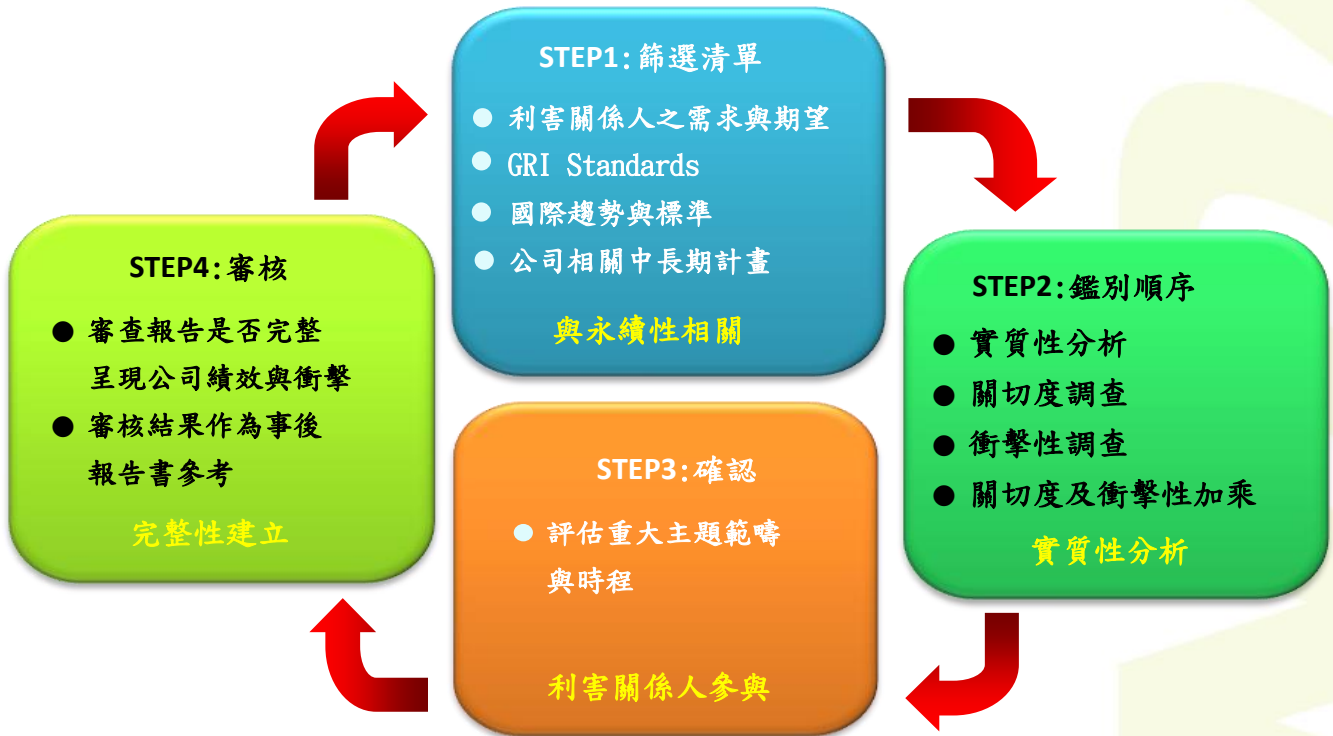 STEP1:篩選清單
● 利害關係人之需求與期望
● GRI Standards
● 國際趨勢與標準
● 公司相關中長期計畫
與永續性相關
STEP2:鑑別順序
● 實質性分析
● 關切度調查
● 衝擊性調查
● 關切度及衝擊性加乘
實質性分析
STEP3:確認
● 評估重大主題範疇
與時程
利害關係人參與
STEP4:審核
● 審查報告是否完整
呈現公司績效與衝擊
● 審核結果作為事後
報告書參考
完整性建立